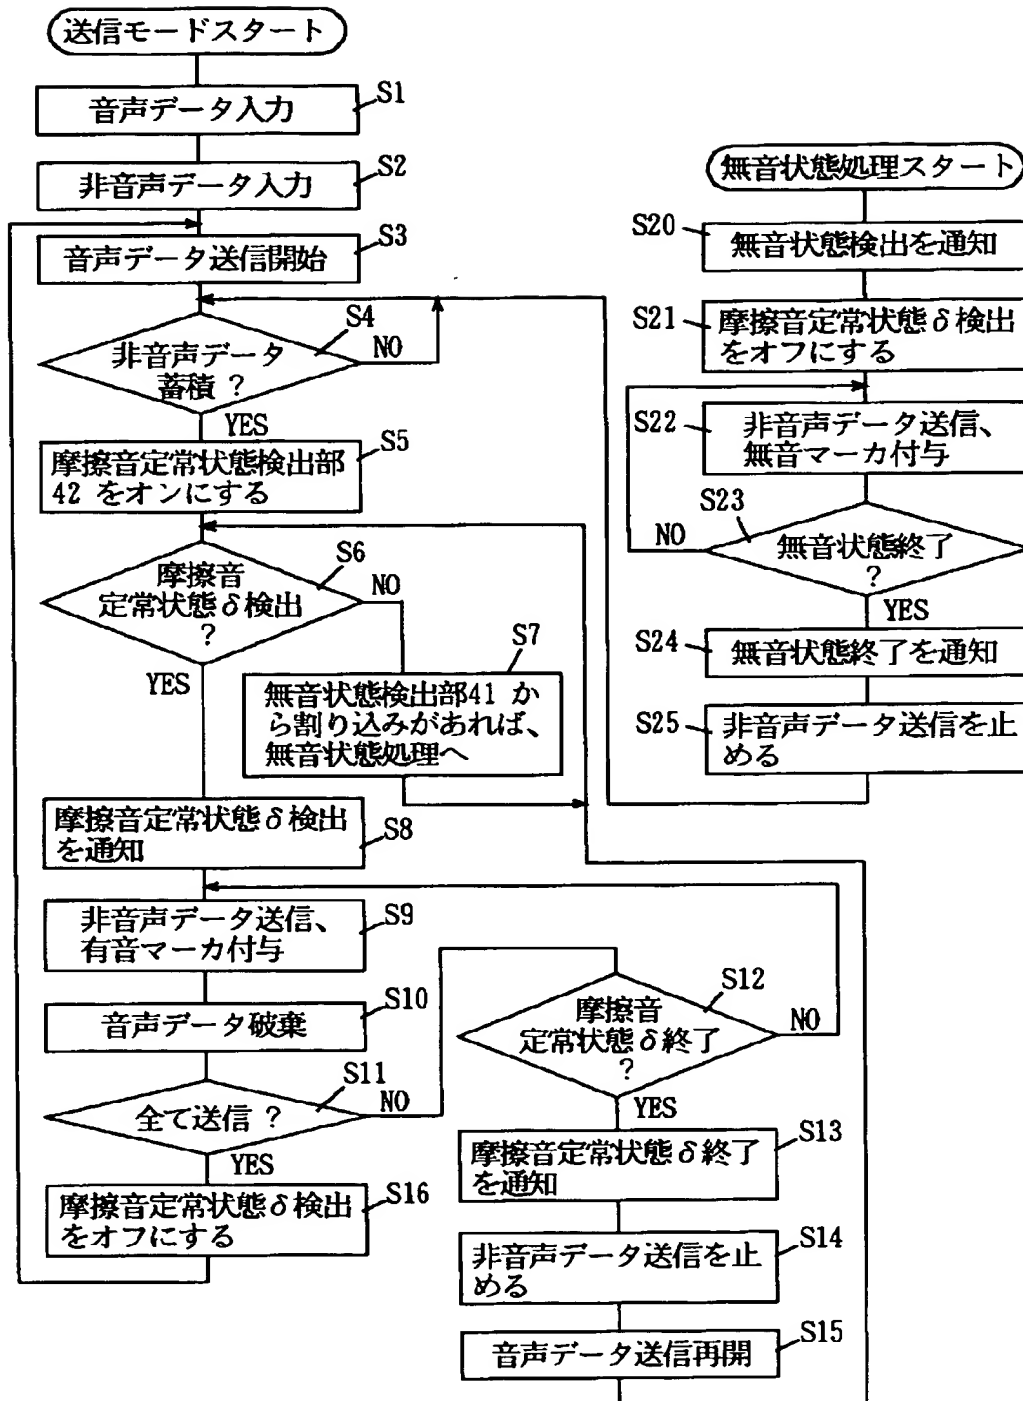 送信モードスタート
音声データ入力
S1
非音声データ入力
S2
音声データ送信開始
S3
非音声データ
蓄積？
S4
NO
YES
摩擦音定常状態検出部
42 をオンにする
S5
摩擦音
定常状態δ検出
？
S6
NO
YES
無音状態検出部41 か
ら割り込みがあれば、
無音状態処理へ
S7
摩擦音定常状態δ検出
を通知
S8
非音声データ送信、
有音マーカ付与
S9
音声データ破棄
S10
全て送信？
S11
NO
YES
摩擦音定常状態δ検出
をオフにする
S16
摩擦音
定常状態δ終了
？
S12
NO
YES
摩擦音定常状態δ終了
を通知
S13
非音声データ送信を止
める
S14
音声データ送信再開
S15
無音状態処理スタート
S20
無音状態検出を通知
S21
摩擦音定常状態δ検出
をオフにする
S22
非音声データ送信、
無音マーカ付与
S23
無音状態終了
？
NO
YES
S24
無音状態終了を通知
S25
非音声データ送信を止
める